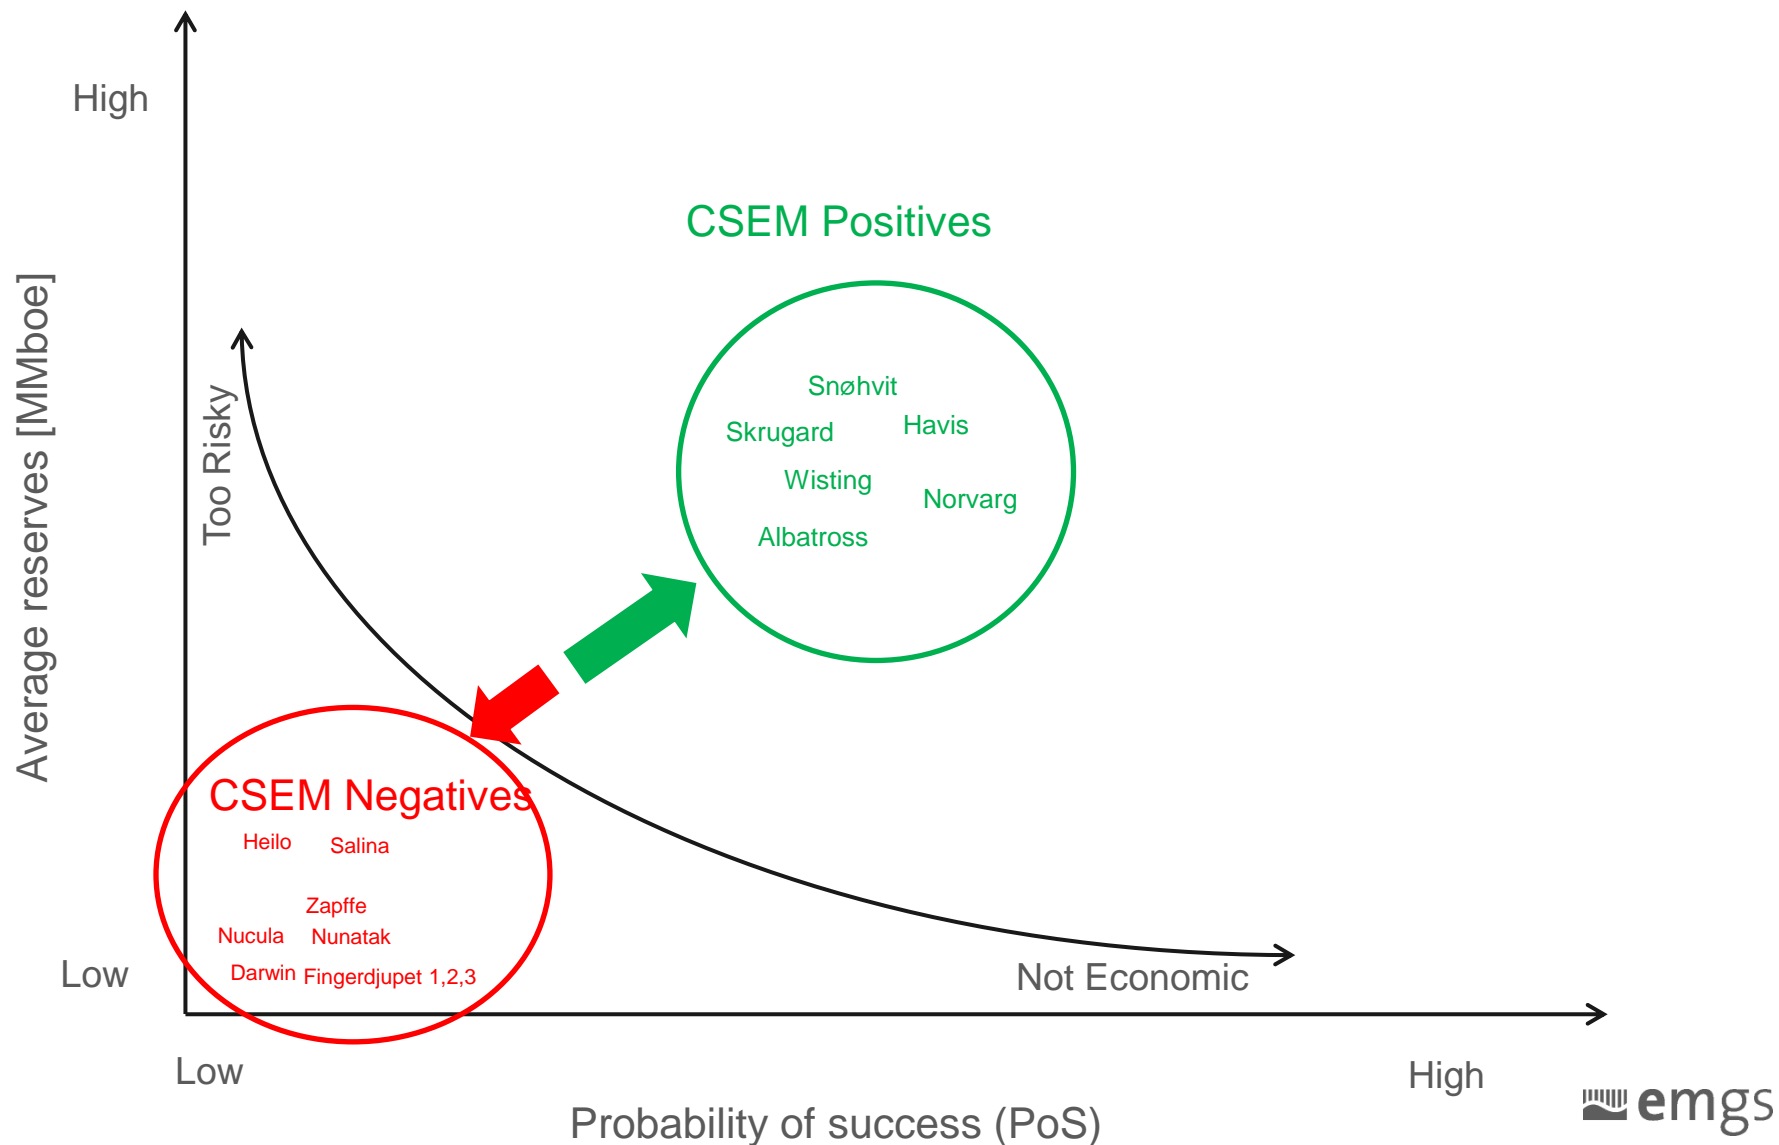 High
CSEM Positives
Average reserves [MMboe]
Too Risky
Snøhvit
Skrugard
Havis
Wisting
Norvarg
Albatross
CSEM Negatives
Heilo
Salina
Zapffe
Nucula
Nunatak
Darwin
Fingerdjupet 1,2,3
Low
Not Economic
Low
High
Probability of success (PoS)
emgs